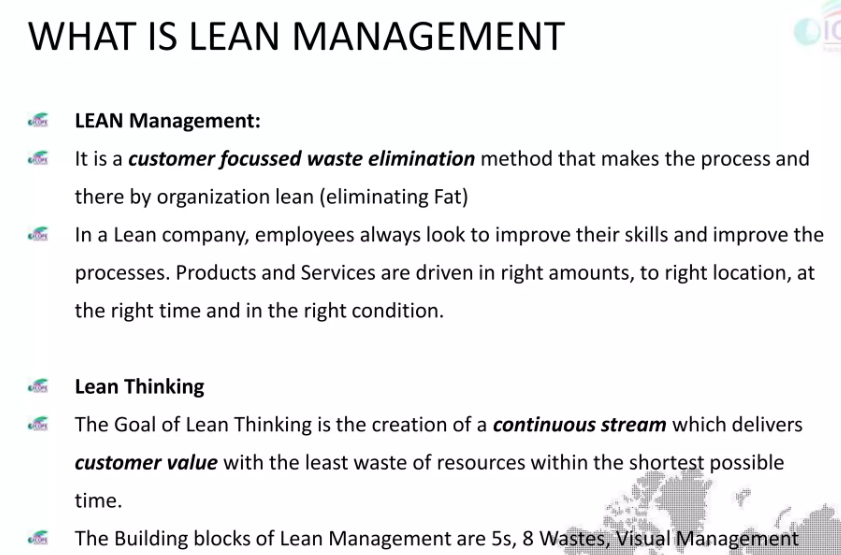 WHAT IS LEAN MANAGEMENT
LEAN Management:
It is a customer focussed waste elimination method that makes the process and
there by organization lean (eliminating Fat)
In a Lean company, employees always look to improve their skills and improve the
processes. Products and Services are driven in right amounts, to right location, at
the right time and in the right condition.
Lean Thinking
The Goal of Lean Thinking is the creation of a continuous stream which delivers
customer value with the least waste of resources within the shortest possible
time.
The Building blocks of Lean Management are 5s, 8 Wastes, Visual Management